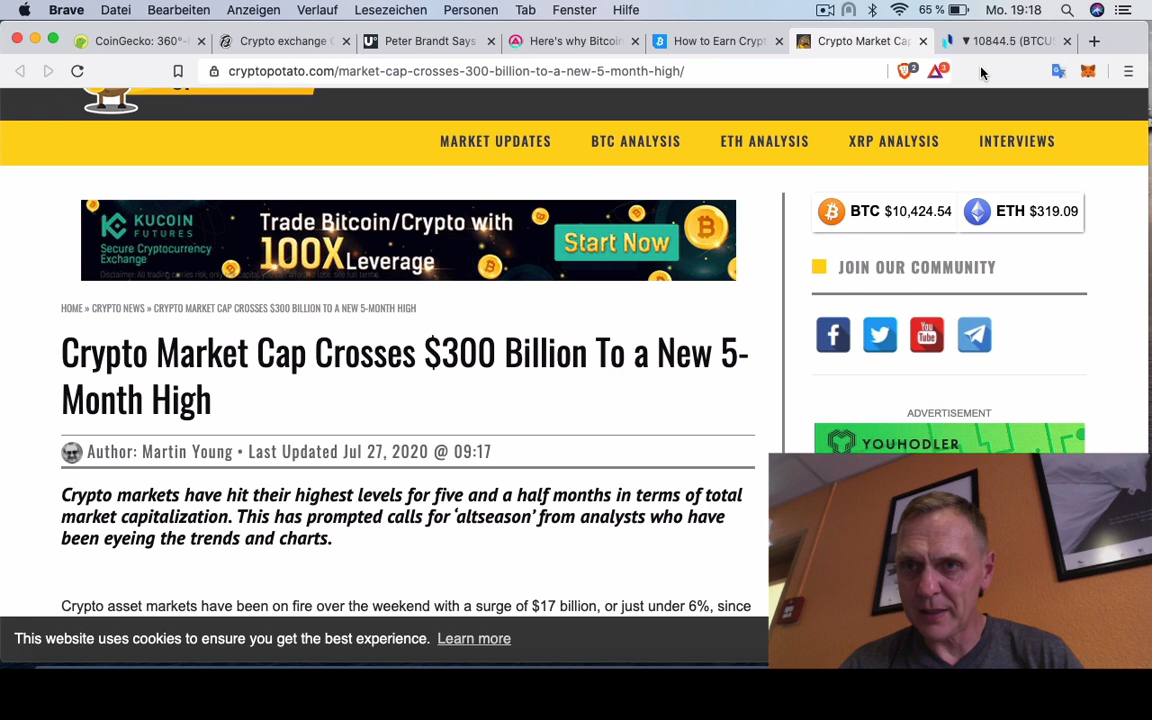 Brave Datei Bearbeiten Anzeigen Verlauf Lesezeichen Personen Tab Fenster Hilfe 65 % Mo. 19:18
CoinGecko: 360° Crypto exchange Peter Brandt Says Here's why Bitcoin How to Earn Crypt Crypto Market Cap ▼ 10844.5 (BTCUS
cryptopotato.com/market-cap-crosses-300-billion-to-a-new-5-month-high/ 2 3
MARKET UPDATES BTC ANALYSIS ETH ANALYSIS XRP ANALYSIS INTERVIEWS
KUCOIN
FUTURES
Secure Cryptocurrency
Exchange
Trade Bitcoin/Crypto with
100X Leverage
Start Now
BTC $10,424.54 ETH $319.09
JOIN OUR COMMUNITY
You
Tube
HOME » CRYPTO NEWS » CRYPTO MARKET CAP CROSSES $300 BILLION TO A NEW 5-MONTH HIGH
Crypto Market Cap Crosses $300 Billion To a New 5-
Month High
Author: Martin Young • Last Updated Jul 27, 2020 @ 09:17
ADVERTISEMENT
YOUHODLER
Crypto markets have hit their highest levels for five and a half months in terms of total
market capitalization. This has prompted calls for ‘altseason’ from analysts who have
been eyeing the trends and charts.
Crypto asset markets have been on fire over the weekend with a surge of $17 billion, or just under 6%, since
This website uses cookies to ensure you get the best experience. Learn more